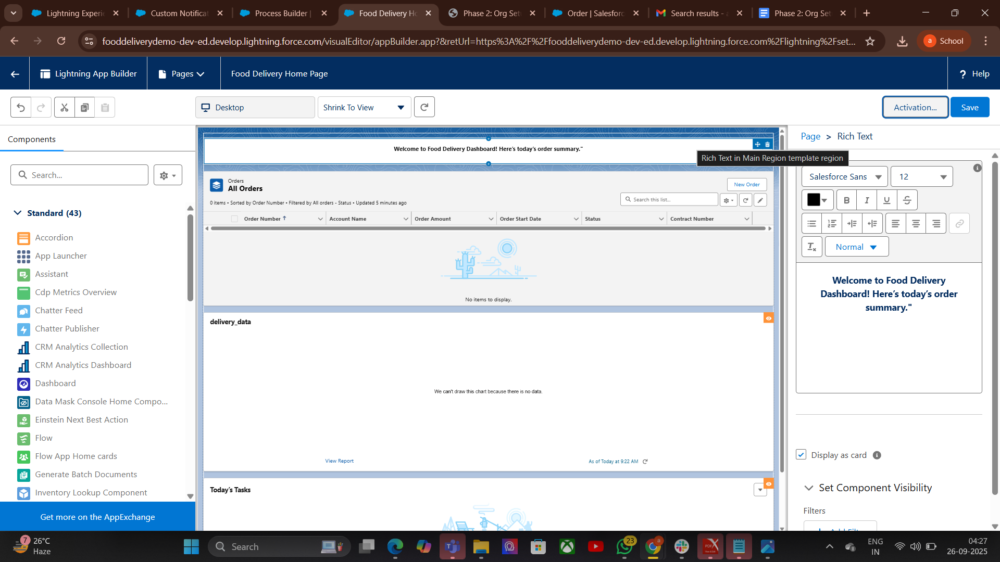 Lightning Experi
Custom Notificat
Process Builder |
Food Delivery Ho
Phase 2: Org Set
Order | Salesforc
Search results - a
Phase 2: Org Set
fooddeliverydemo-dev-ed.develop.lightning.force.com/visualEditor/appBuilder.app?&retUrl=https%3A%2F%2Ffooddeliverydemo-dev-ed.develop.lightning.force.com%2Flightning%2Fset...
a School
Lightning App Builder
Pages
Food Delivery Home Page
? Help
Desktop
Shrink To View
Activation...
Save
Components
Search...
Standard (43)
Accordion
App Launcher
Assistant
Cdp Metrics Overview
Chatter Feed
Chatter Publisher
CRM Analytics Collection
CRM Analytics Dashboard
Dashboard
Data Mask Console Home Compo...
Einstein Next Best Action
Flow
Flow App Home cards
Generate Batch Documents
Inventory Lookup Component
Get more on the AppExchange
Welcome to Food Delivery Dashboard! Here's today's order summary."
Rich Text in Main Region template region
Orders
All Orders
New Order
0 items • Sorted by Order Number • Filtered by All orders - Status • Updated 5 minutes ago
Search this list...
Order Number
Account Name
Order Amount
Order Start Date
Status
Contract Number
No items to display.
delivery_data
We can't draw this chart because there is no data.
View Report
As of Today at 9:22 AM
Today's Tasks
Page > Rich Text
Salesforce Sans
12
B I U S
Normal
Welcome to Food Delivery
Dashboard! Here's today's order
summary."
Display as card
Set Component Visibility
Filters
7
26°C
Haze
Search
23
ENG
IN
04:27
26-09-2025